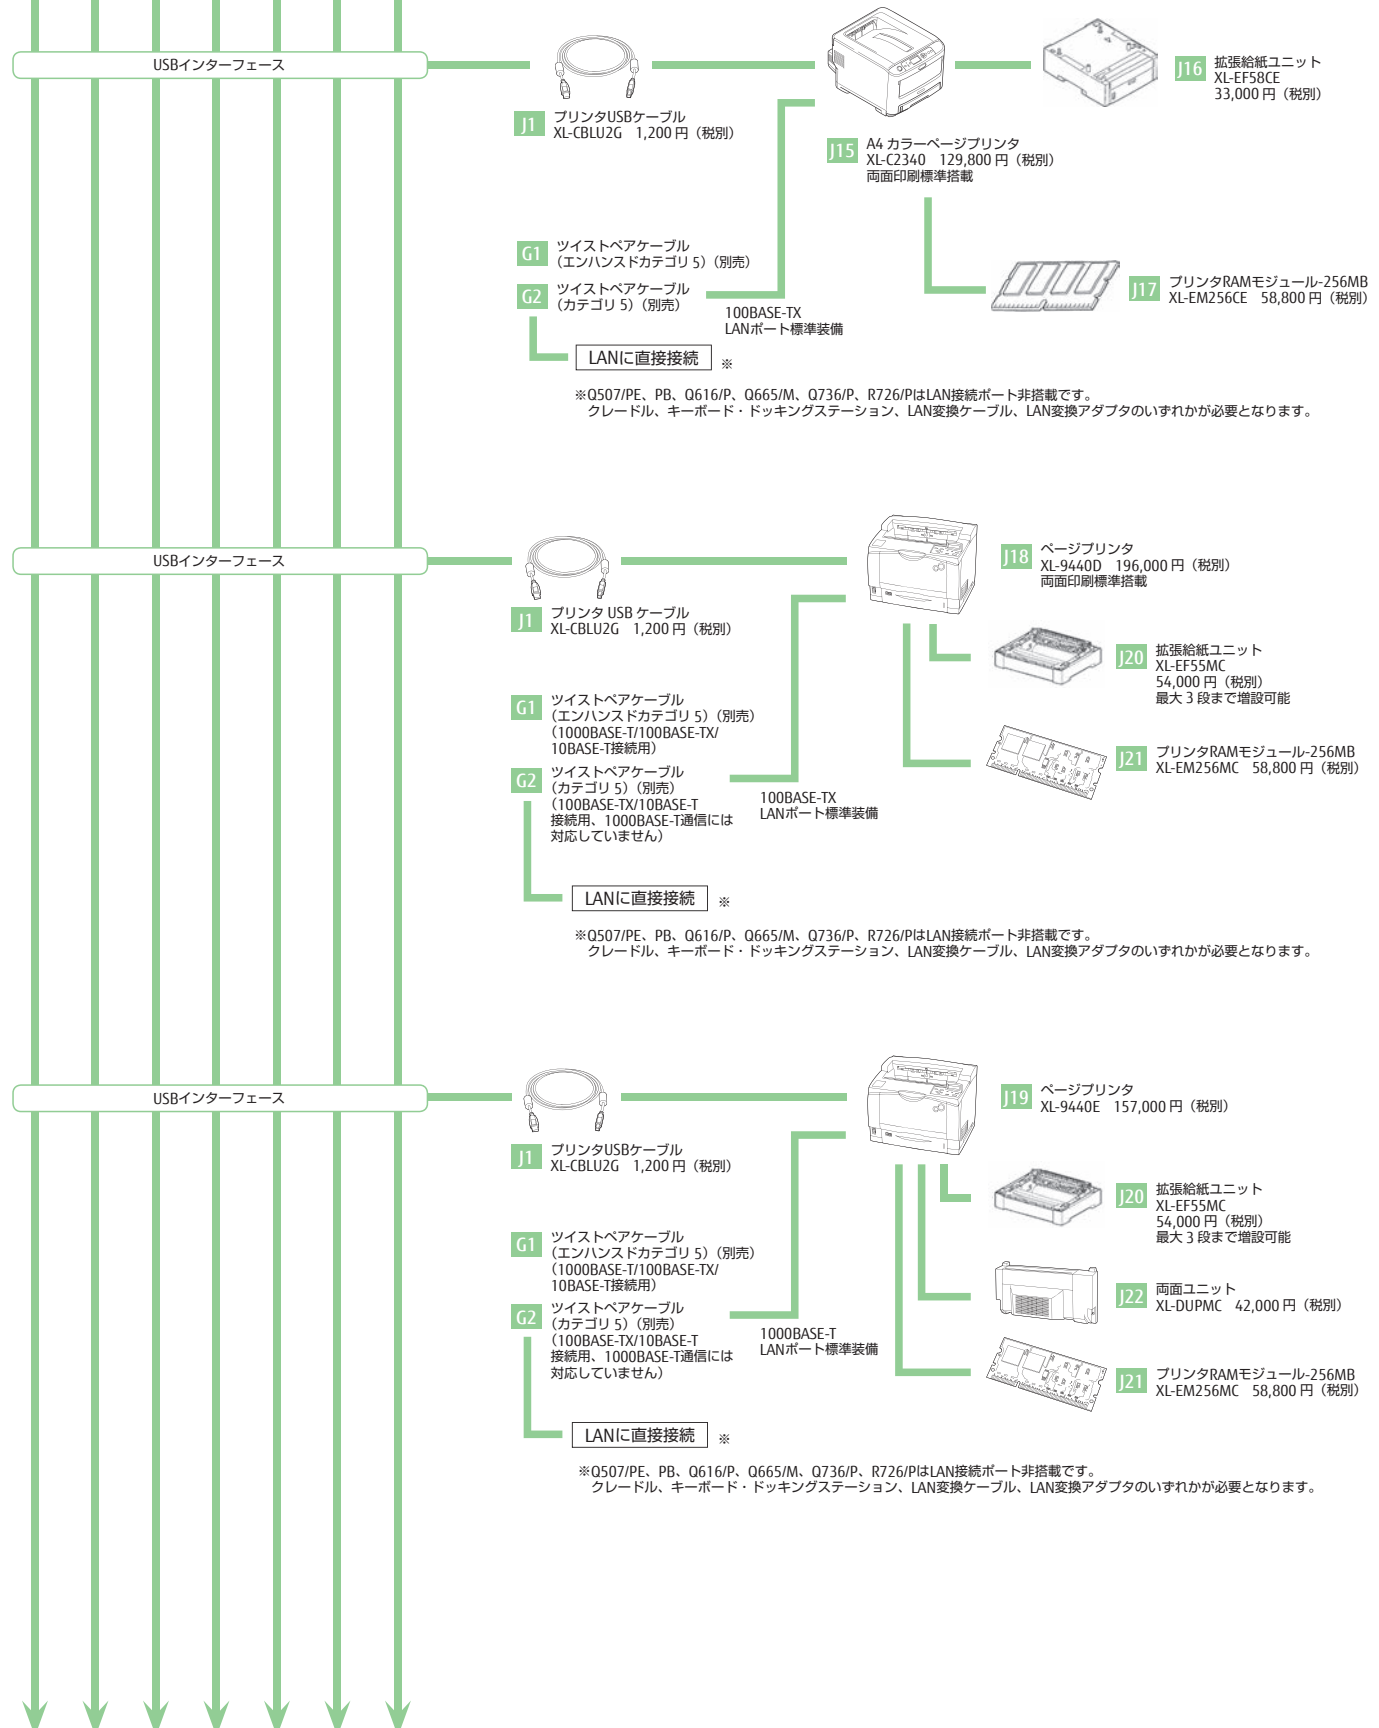 USBインターフェース
J1
プリンタUSBケーブル
XL-CBLU2G 1,200円（税別）
J15
A4 カラーページプリンタ
XL-C2340 129,800円（税別）
両面印刷標準搭載
J16
拡張給紙ユニット
XL-EF58CE
33,000円（税別）
G1
ツイストペアケーブル
（エンハンスドカテゴリ 5）（別売）
G2
ツイストペアケーブル
（カテゴリ 5）（別売）
100BASE-TX
LANポート標準装備
J17
プリンタRAMモジュール-256MB
XL-EM256CE 58,800円（税別）
LANに直接接続 ※
※Q507/PE、PB、Q616/P、Q665/M、Q736/P、R726/PはLAN接続ポート非搭載です。
クレードル、キーボード・ドッキングステーション、LAN変換ケーブル、LAN変換アダプタのいずれかが必要となります。
USBインターフェース
J1
プリンタ USB ケーブル
XL-CBLU2G 1,200円（税別）
J18
ページプリンタ
XL-9440D 196,000円（税別）
両面印刷標準搭載
J20
拡張給紙ユニット
XL-EF55MC
54,000円（税別）
最大 3 段まで増設可能
G1
ツイストペアケーブル
（エンハンスドカテゴリ 5）（別売）
（1000BASE-T/100BASE-TX/
10BASE-T接続用）
G2
ツイストペアケーブル
（カテゴリ 5）（別売）
（100BASE-TX/10BASE-T
接続用、1000BASE-T通信には
対応していません）
100BASE-TX
LANポート標準装備
J21
プリンタRAMモジュール-256MB
XL-EM256MC 58,800円（税別）
LANに直接接続 ※
※Q507/PE、PB、Q616/P、Q665/M、Q736/P、R726/PはLAN接続ポート非搭載です。
クレードル、キーボード・ドッキングステーション、LAN変換ケーブル、LAN変換アダプタのいずれかが必要となります。
USBインターフェース
J1
プリンタUSBケーブル
XL-CBLU2G 1,200円（税別）
J19
ページプリンタ
XL-9440E 157,000円（税別）
J20
拡張給紙ユニット
XL-EF55MC
54,000円（税別）
最大 3 段まで増設可能
G1
ツイストペアケーブル
（エンハンスドカテゴリ 5）（別売）
（1000BASE-T/100BASE-TX/
10BASE-T接続用）
G2
ツイストペアケーブル
（カテゴリ 5）（別売）
（100BASE-TX/10BASE-T
接続用、1000BASE-T通信には
対応していません）
1000BASE-T
LANポート標準装備
J22
両面ユニット
XL-DUPMC 42,000円（税別）
J21
プリンタRAMモジュール-256MB
XL-EM256MC 58,800円（税別）
LANに直接接続 ※
※Q507/PE、PB、Q616/P、Q665/M、Q736/P、R726/PはLAN接続ポート非搭載です。
クレードル、キーボード・ドッキングステーション、LAN変換ケーブル、LAN変換アダプタのいずれかが必要となります。